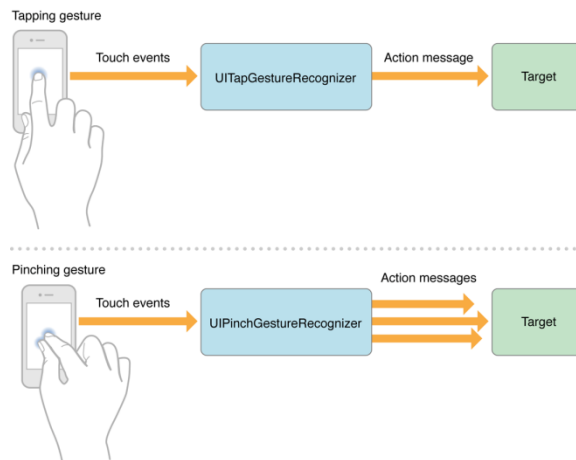 Tapping gesture
Touch events
UITapGestureRecognizer
Action message
Target
Pinching gesture
Touch events
UIPinchGestureRecognizer
Action messages
Target